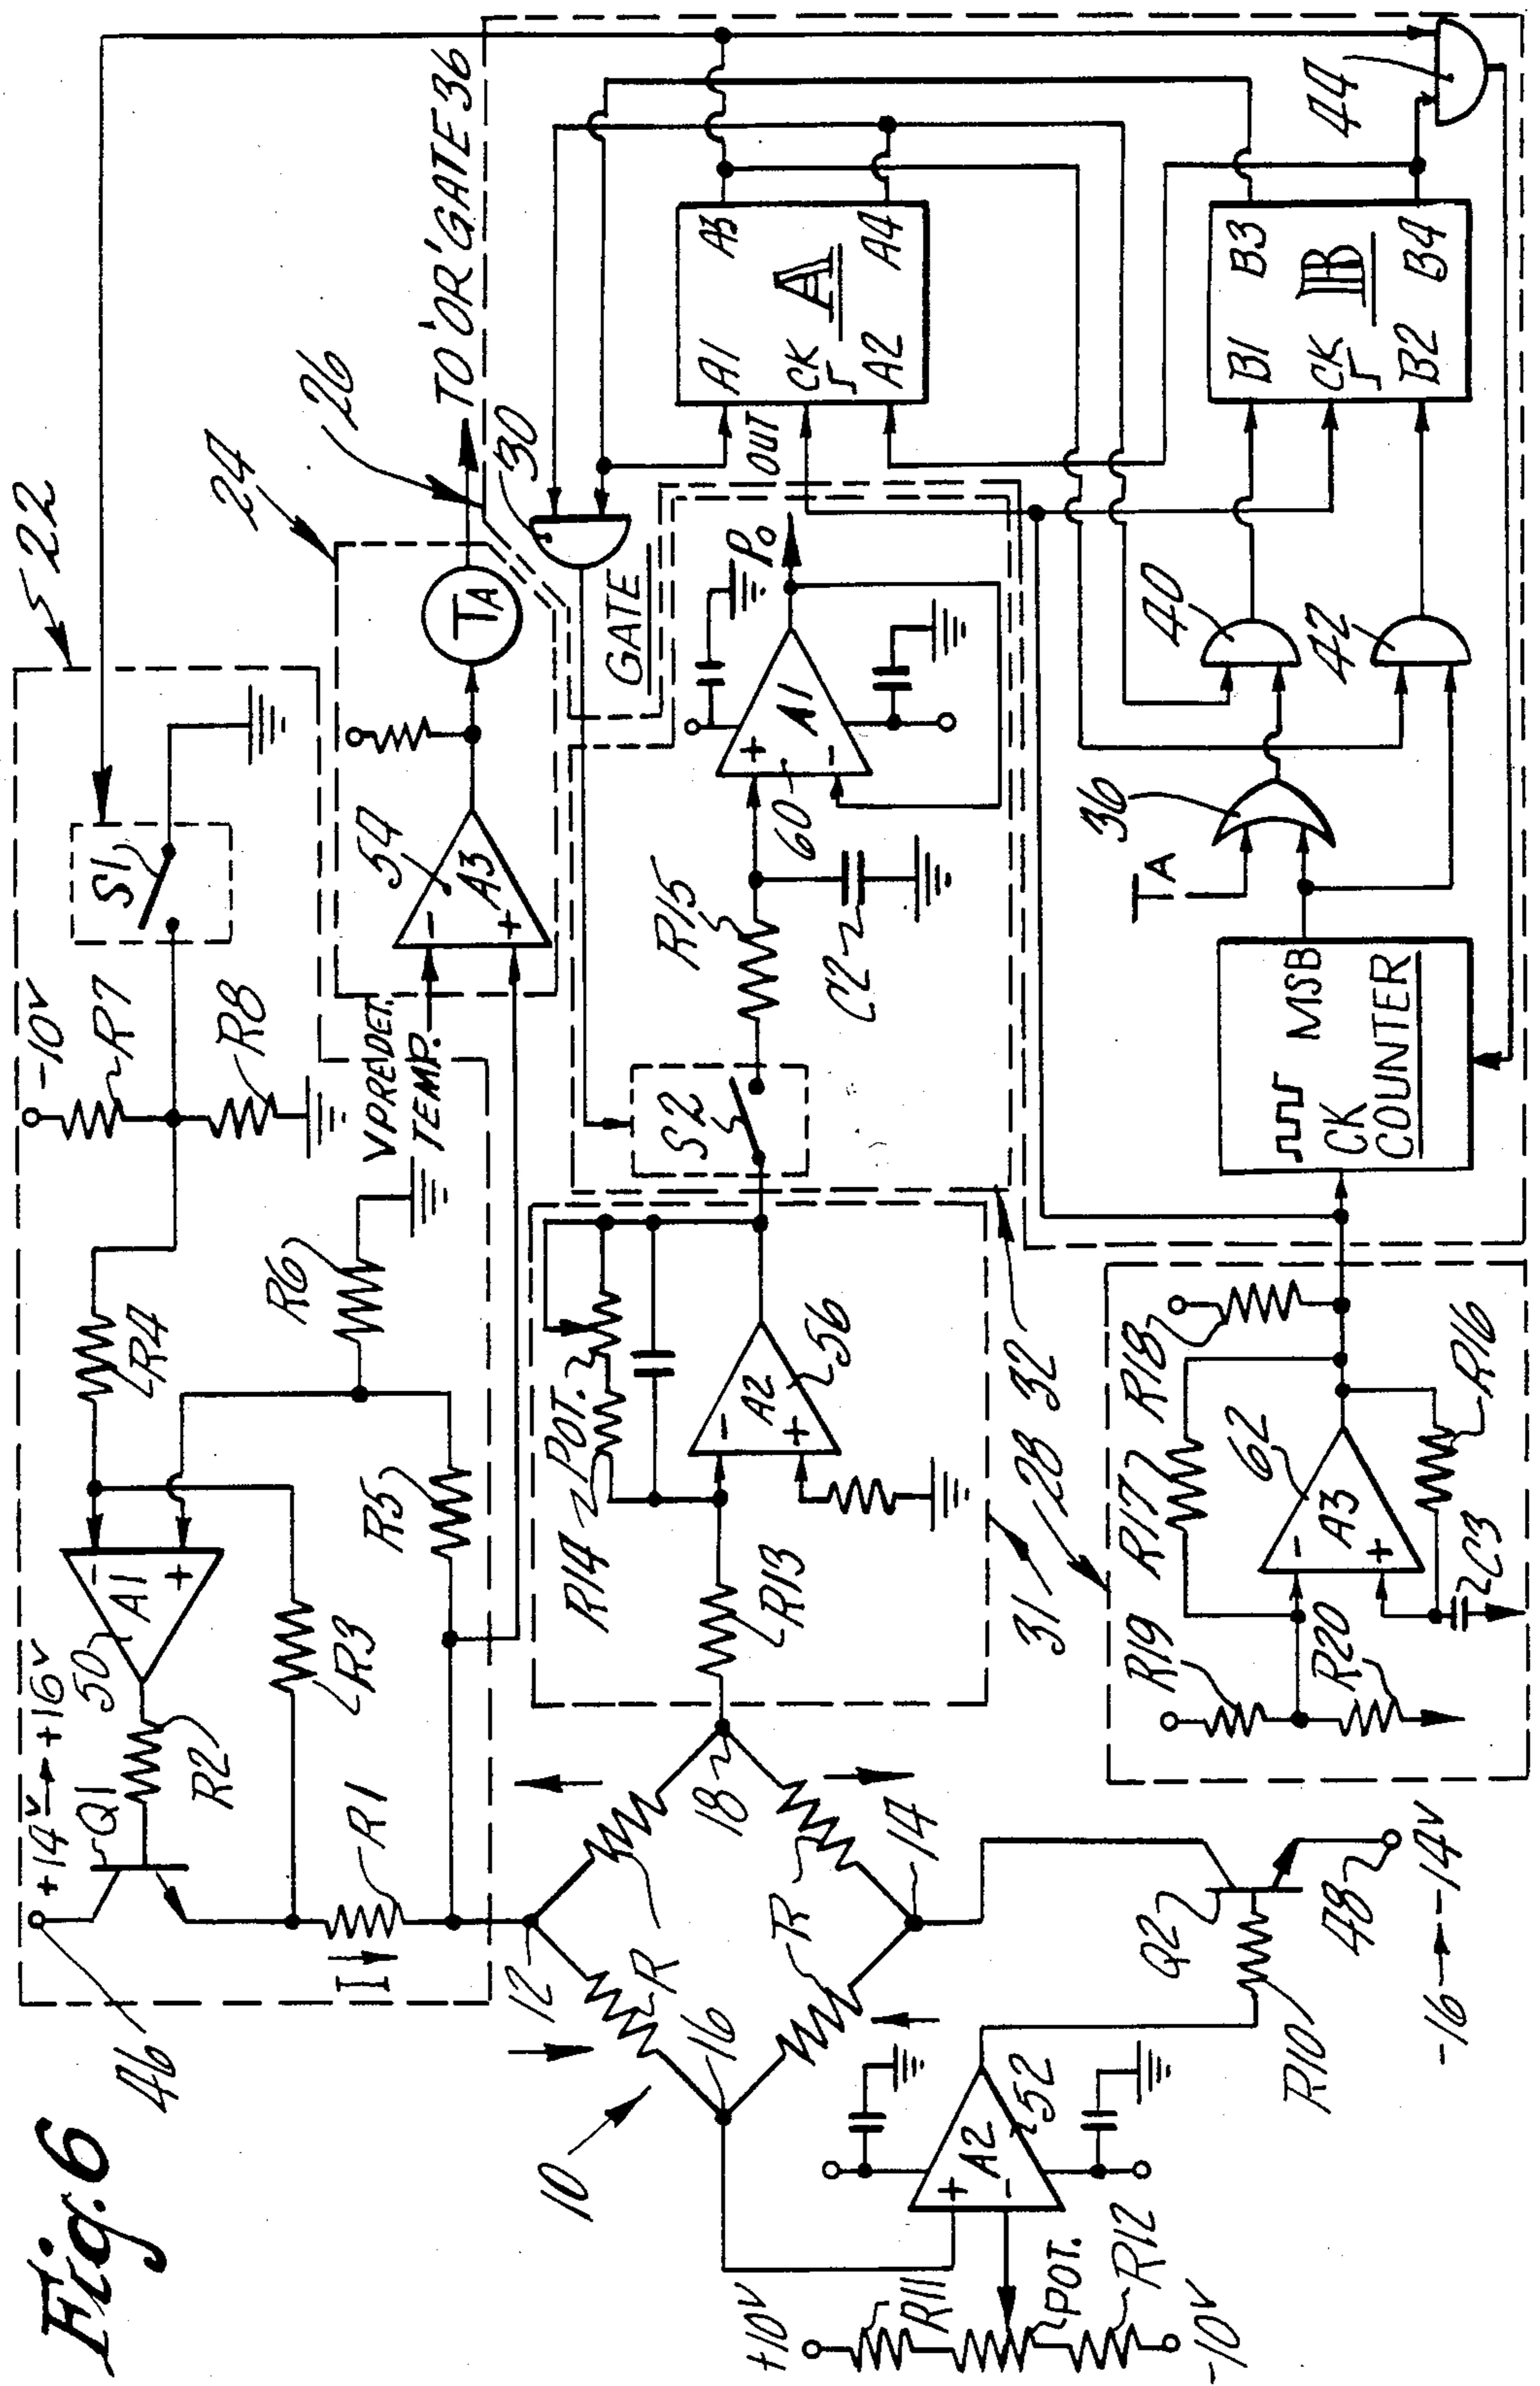 Fig. 6
46
+14V → +16V
Q1
R2
50
A1
-
+
R3
R1
I
R4
R5
R6
-10V
R7
R8
S1
22
24
26
V PREDET.
TEMP.
54
A3
-
+
TA
TO 'OR' GATE 36
30
GATE
10
12
16
18
14
R
R
R
R13
R14
POT.
A2
-
+
56
31
28
32
S2
R15
C2
60
A1
+
-
P0
OUT
A1
A3
CK
A
A2
A4
B1
B3
CK
B
B2
B4
44
40
42
36
TA
MSB
CK
COUNTER
R18
R17
62
A3
-
+
R16
C3
R19
R20
+10V
R11
POT.
R12
-10V
A2
+
-
52
R10
Q2
48
-16 → -14V